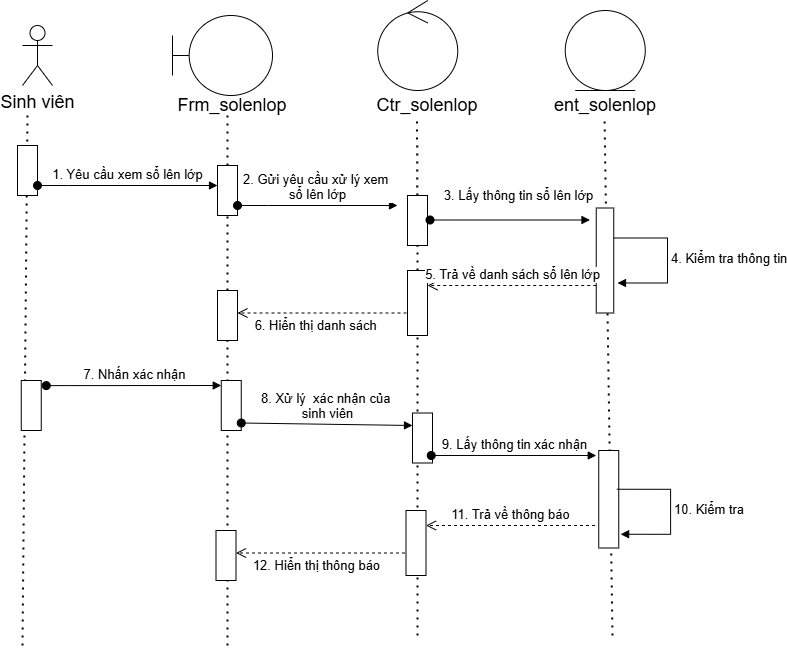 Sinh viên
Frm_solenlop
Ctr_solenlop
ent_solenlop
1. Yêu cầu xem sổ lên lớp
2. Gửi yêu cầu xử lý xem
sổ lên lớp
3. Lấy thông tin sổ lên lớp
4. Kiểm tra thông tin
5. Trả về danh sách sổ lên lớp
6. Hiển thị danh sách
7. Nhấn xác nhận
8. Xử lý  xác nhận của
sinh viên
9. Lấy thông tin xác nhận
10. Kiểm tra
11. Trả về thông báo
12. Hiển thị thông báo